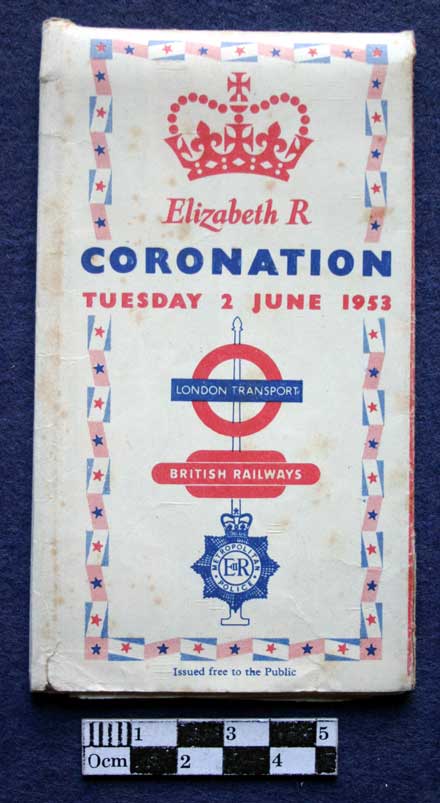 Elizabeth R
CORONATION
TUESDAY 2 JUNE 1953
LONDON TRANSPORT
BRITISH RAILWAYS
METROPOLITAN
EIIR
POLICE
Issued free to the Public
1 3 5
0cm 2 4